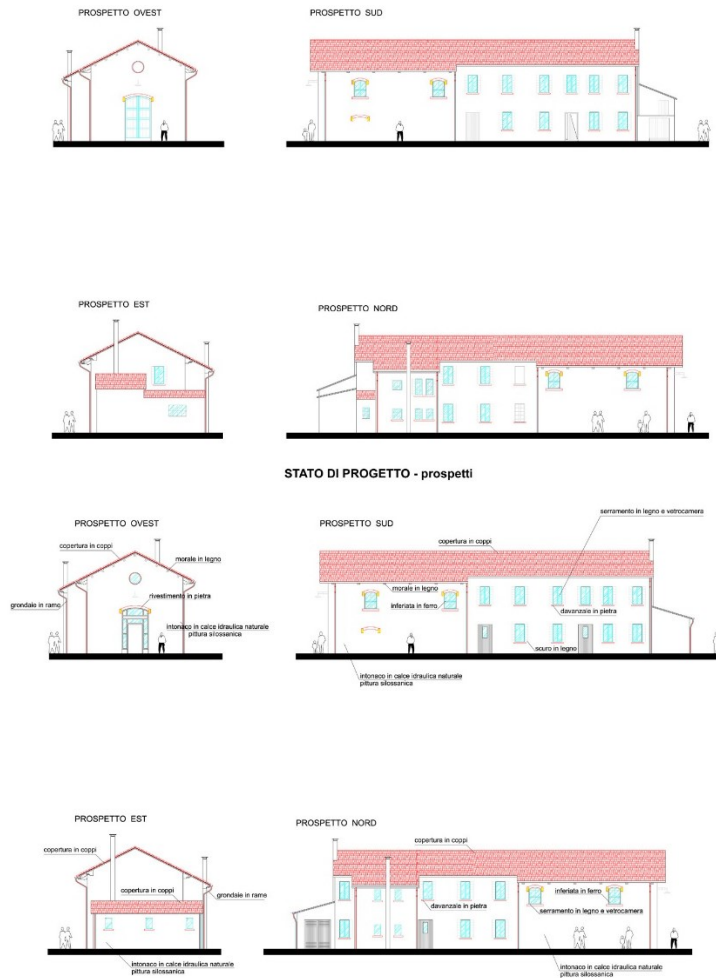 PROSPETTO OVEST
PROSPETTO SUD
PROSPETTO EST
PROSPETTO NORD
STATO DI PROGETTO - prospetti
PROSPETTO OVEST
copertura in coppi
morale in legno
grondaie in rame
rivestimento in pietra
intonaco in calce idraulica naturale
pittura silossanica
PROSPETTO SUD
serramento in legno e vetrocamera
copertura in coppi
morale in legno
inferiata in ferro
davanzale in pietra
scuro in legno
intonaco in calce idraulica naturale
pittura silossanica
PROSPETTO EST
copertura in coppi
copertura in coppi
grondaie in rame
intonaco in calce idraulica naturale
pittura silossanica
PROSPETTO NORD
copertura in coppi
inferiata in ferro
davanzale in pietra
serramento in legno e vetrocamera
intonaco in calce idraulica naturale
pittura silossanica